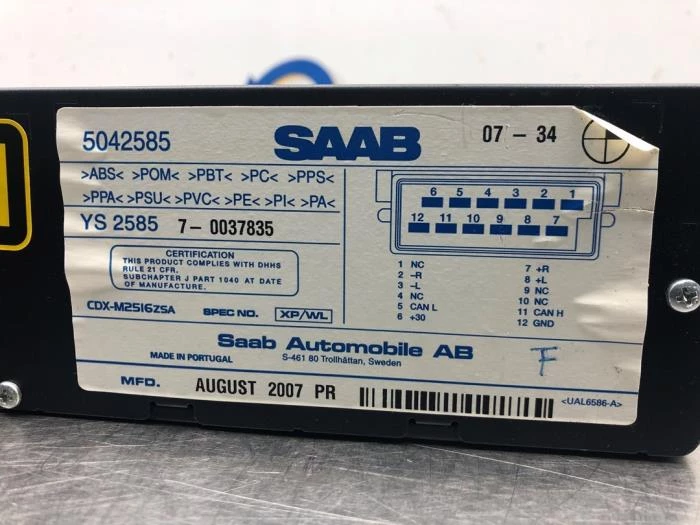 5042585
SAAB
07 - 34
>ABS< >POM< >PBT< >PC< >PPS<
>PPA< >PSU< >PVC< >PE< >PI< >PA<
YS 2585 7- 0037835
CERTIFICATION
THIS PRODUCT COMPLIES WITH DHHS
RULE 21 CFR,
SUBCHAPTER J PART 1040 AT DATE
OF MANUFACTURE.
CDX-M2516ZSA SPEC NO. XP/WL
6 5 4 3 2 1
12 11 10 9 8 7
1 NC
2 -R
3 -L
4 NC
5 CAN L
6 +30
7 +R
8 +L
9 NC
10 NC
11 CAN H
12 GND
Saab Automobile AB
MADE IN PORTUGAL
S-461 80 Trollhättan, Sweden
F
MFD. AUGUST 2007 PR
<UAL6586-A>